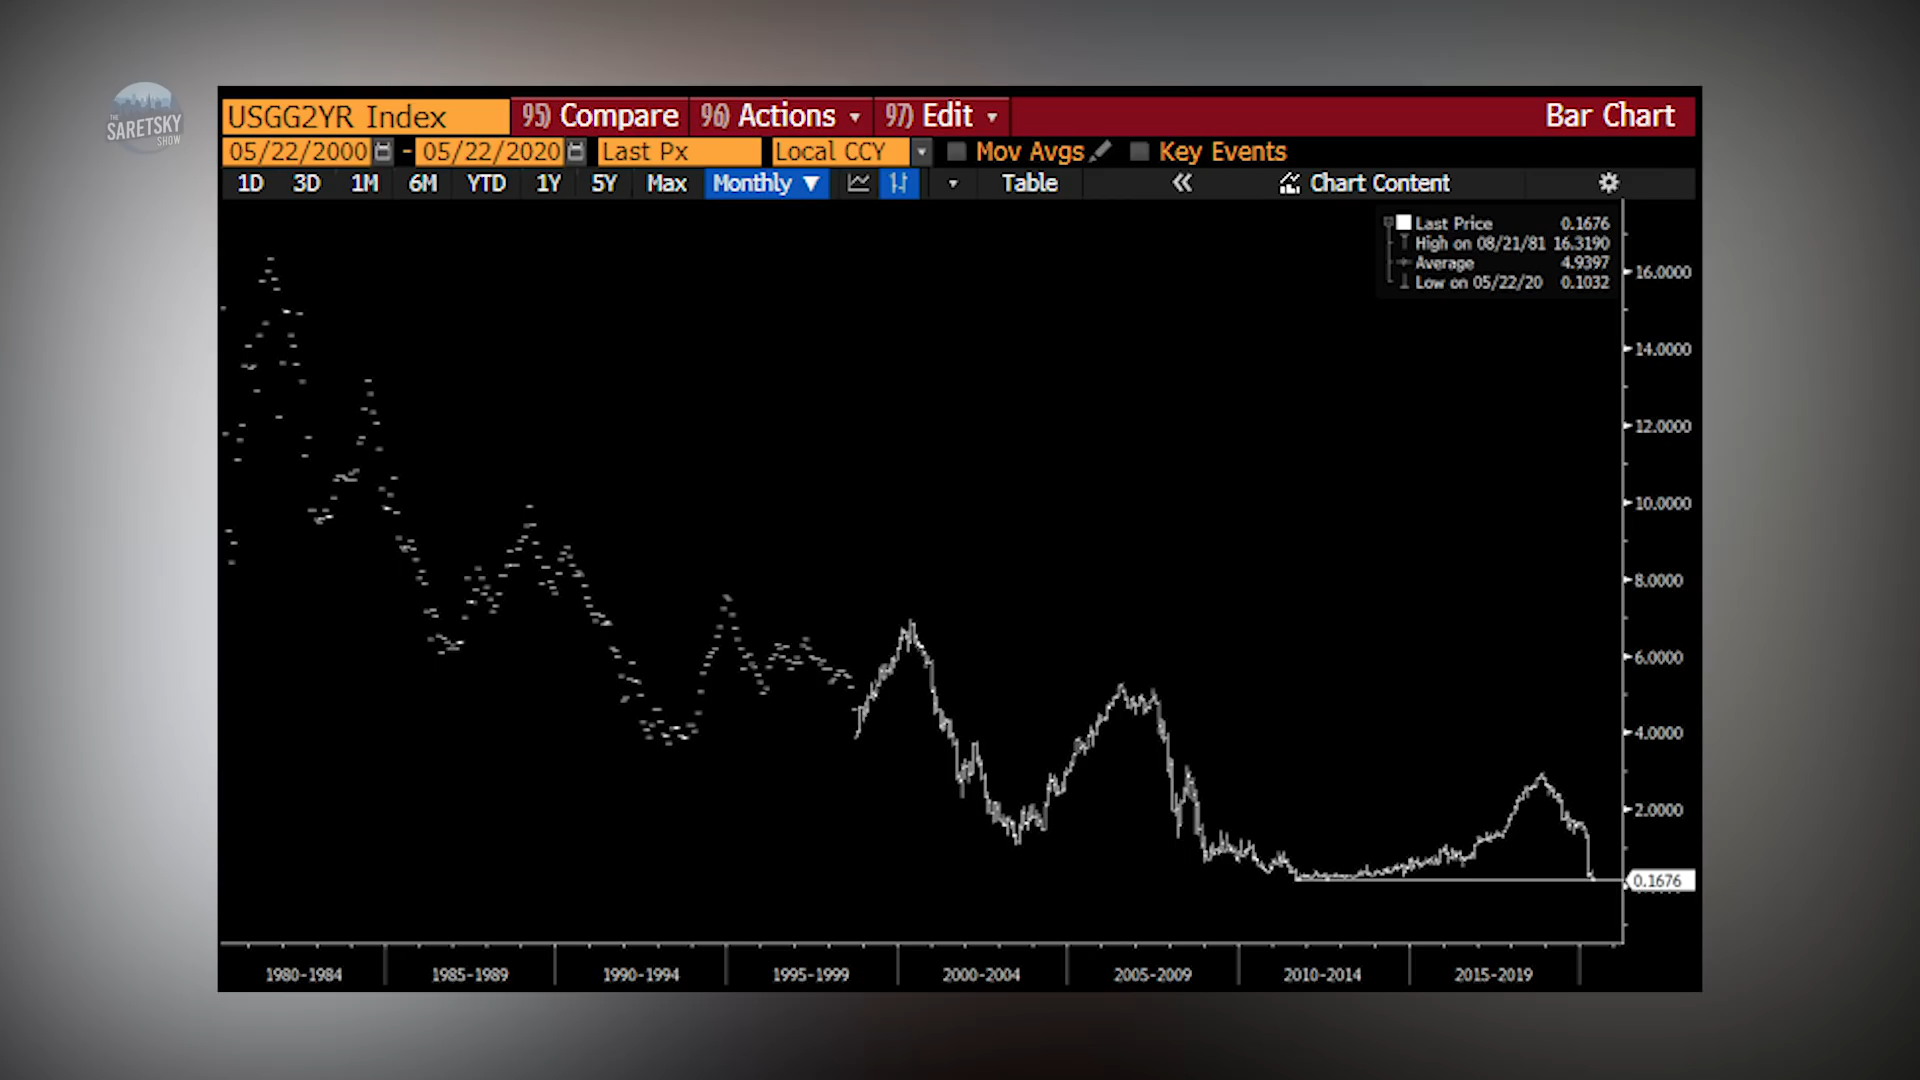 THE
SARETSKY
SHOW
USGG2YR Index 95) Compare 96) Actions 97) Edit Bar Chart
05/22/2000 - 05/22/2020 Last Px Local CCY Mov Avgs Key Events
1D 3D 1M 6M YTD 1Y 5Y Max Monthly ▼ Table « Chart Content
Last Price 0.1676
High on 08/21/81 16.3190
Average 4.9397
Low on 05/22/20 0.1032
16.0000
14.0000
12.0000
10.0000
8.0000
6.0000
4.0000
2.0000
0.1676
1980-1984 1985-1989 1990-1994 1995-1999 2000-2004 2005-2009 2010-2014 2015-2019